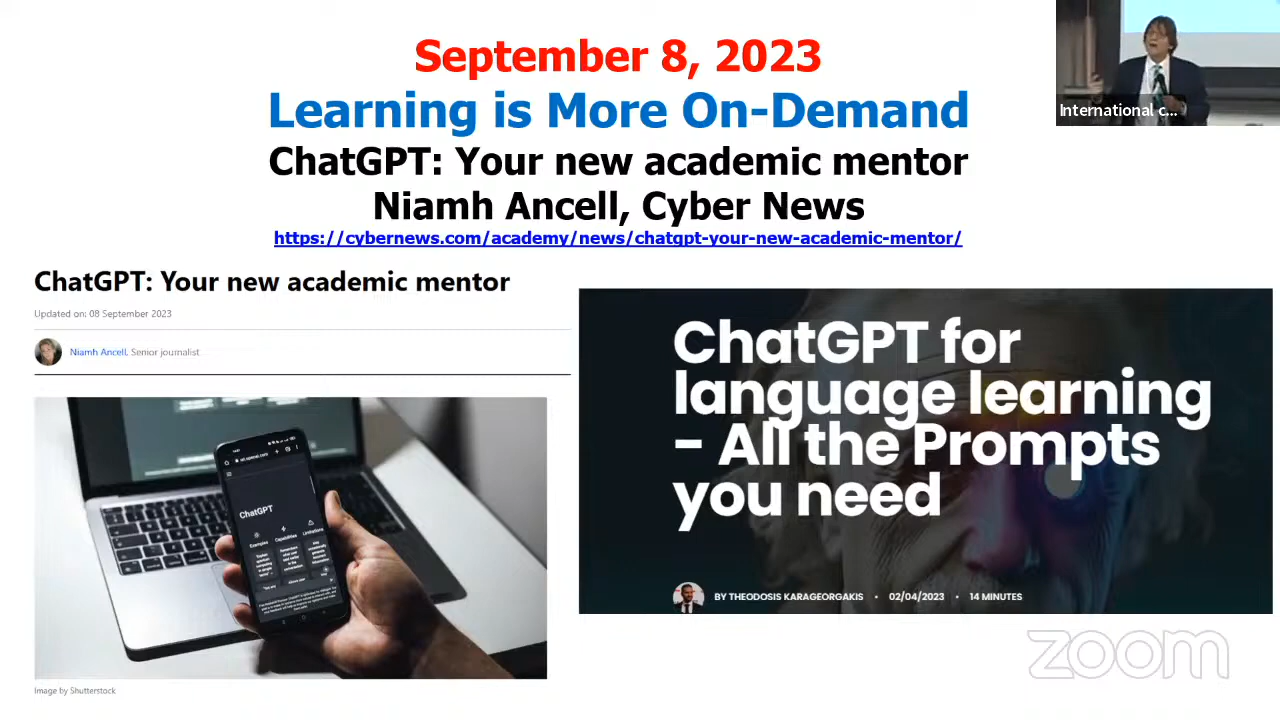 September 8, 2023
Learning is More On-Demand
ChatGPT: Your new academic mentor
Niamh Ancell, Cyber News
https://cybernews.com/academy/news/chatgpt-your-new-academic-mentor/
International c...
ChatGPT: Your new academic mentor
Updated on: 08 September 2023
Niamh Ancell, Senior journalist
ChatGPT
Examples
Capabilities
Limitations
Image by Shutterstock
ChatGPT for
language learning
- All the Prompts
you need
BY THEODOSIS KARAGEORGAKIS • 02/04/2023 • 14 MINUTES
zoom